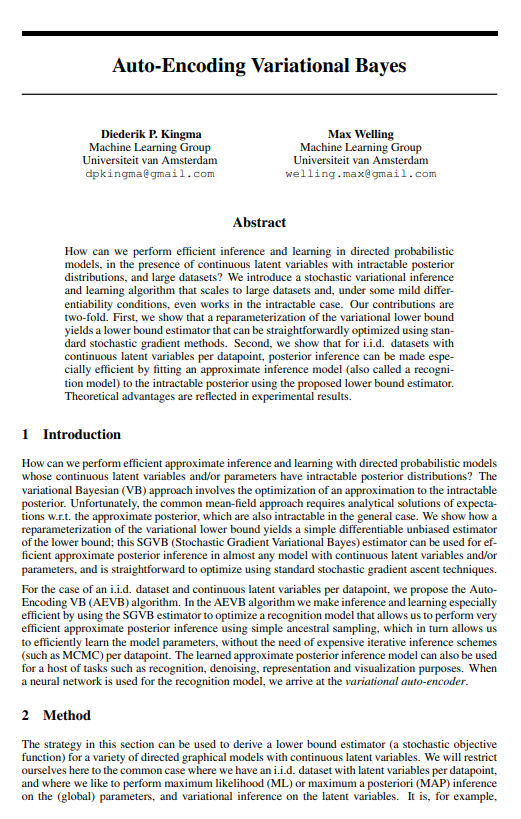 Auto-Encoding Variational Bayes
Diederik P. Kingma
Machine Learning Group
Universiteit van Amsterdam
dpkingma@gmail.com
Max Welling
Machine Learning Group
Universiteit van Amsterdam
welling.max@gmail.com
Abstract
How can we perform efficient inference and learning in directed probabilistic
models, in the presence of continuous latent variables with intractable posterior
distributions, and large datasets? We introduce a stochastic variational inference
and learning algorithm that scales to large datasets and, under some mild differ-
entiability conditions, even works in the intractable case. Our contributions are
two-fold. First, we show that a reparameterization of the variational lower bound
yields a lower bound estimator that can be straightforwardly optimized using stan-
dard stochastic gradient methods. Second, we show that for i.i.d. datasets with
continuous latent variables per datapoint, posterior inference can be made espe-
cially efficient by fitting an approximate inference model (also called a recogni-
tion model) to the intractable posterior using the proposed lower bound estimator.
Theoretical advantages are reflected in experimental results.
1 Introduction
How can we perform efficient approximate inference and learning with directed probabilistic models
whose continuous latent variables and/or parameters have intractable posterior distributions? The
variational Bayesian (VB) approach involves the optimization of an approximation to the intractable
posterior. Unfortunately, the common mean-field approach requires analytical solutions of expecta-
tions w.r.t. the approximate posterior, which are also intractable in the general case. We show how a
reparameterization of the variational lower bound yields a simple differentiable unbiased estimator
of the lower bound; this SGVB (Stochastic Gradient Variational Bayes) estimator can be used for ef-
ficient approximate posterior inference in almost any model with continuous latent variables and/or
parameters, and is straightforward to optimize using standard stochastic gradient ascent techniques.
For the case of an i.i.d. dataset and continuous latent variables per datapoint, we propose the Auto-
Encoding VB (AEVB) algorithm. In the AEVB algorithm we make inference and learning especially
efficient by using the SGVB estimator to optimize a recognition model that allows us to perform very
efficient approximate posterior inference using simple ancestral sampling, which in turn allows us
to efficiently learn the model parameters, without the need of expensive iterative inference schemes
(such as MCMC) per datapoint. The learned approximate posterior inference model can also be used
for a host of tasks such as recognition, denoising, representation and visualization purposes. When
a neural network is used for the recognition model, we arrive at the variational auto-encoder.
2 Method
The strategy in this section can be used to derive a lower bound estimator (a stochastic objective
function) for a variety of directed graphical models with continuous latent variables. We will restrict
ourselves here to the common case where we have an i.i.d. dataset with latent variables per datapoint,
and where we like to perform maximum likelihood (ML) or maximum a posteriori (MAP) inference
on the (global) parameters, and variational inference on the latent variables. It is, for example,